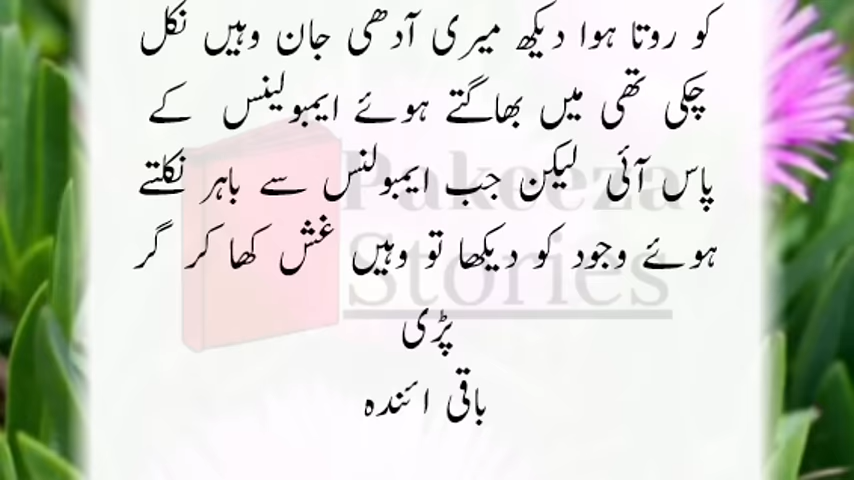 کو روتا ہوا دیکھ میری آدھی جان وہیں نکل
چکی تھی میں بھاگتے ہوئے ایمبولینس کے
پاس آئی لیکن جب ایمبولنس سے باہر نکلتے
ہوئے وجود کو دیکھا تو وہیں غش کھا کر گر
پڑی
باقی ائندہ
Pakeeza
Stories